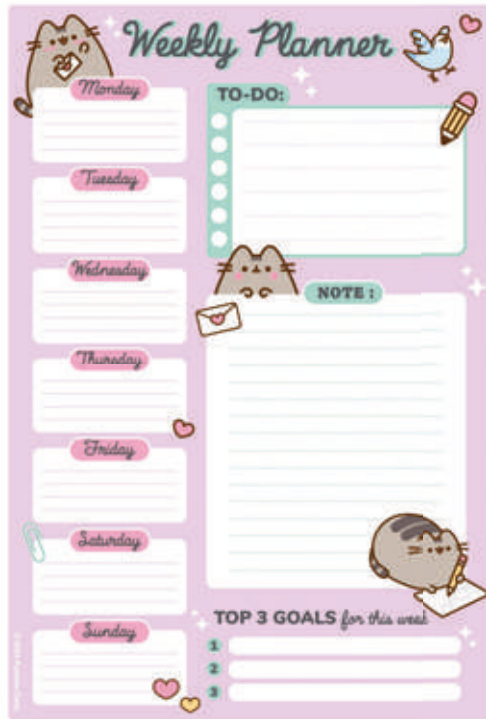 Weekly Planner
Monday
Tuesday
Wednesday
Thursday
Friday
Saturday
Sunday
TO-DO:
NOTE :
TOP 3 GOALS for this week
1
2
3